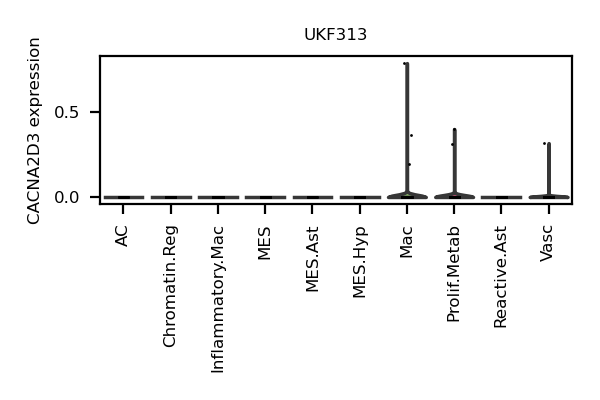 UKF313
CACNA2D3 expression
0.5
0.0
AC
Chromatin.Reg
Inflammatory.Mac
MES
MES.Ast
MES.Hyp
Mac
Prolif.Metab
Reactive.Ast
Vasc